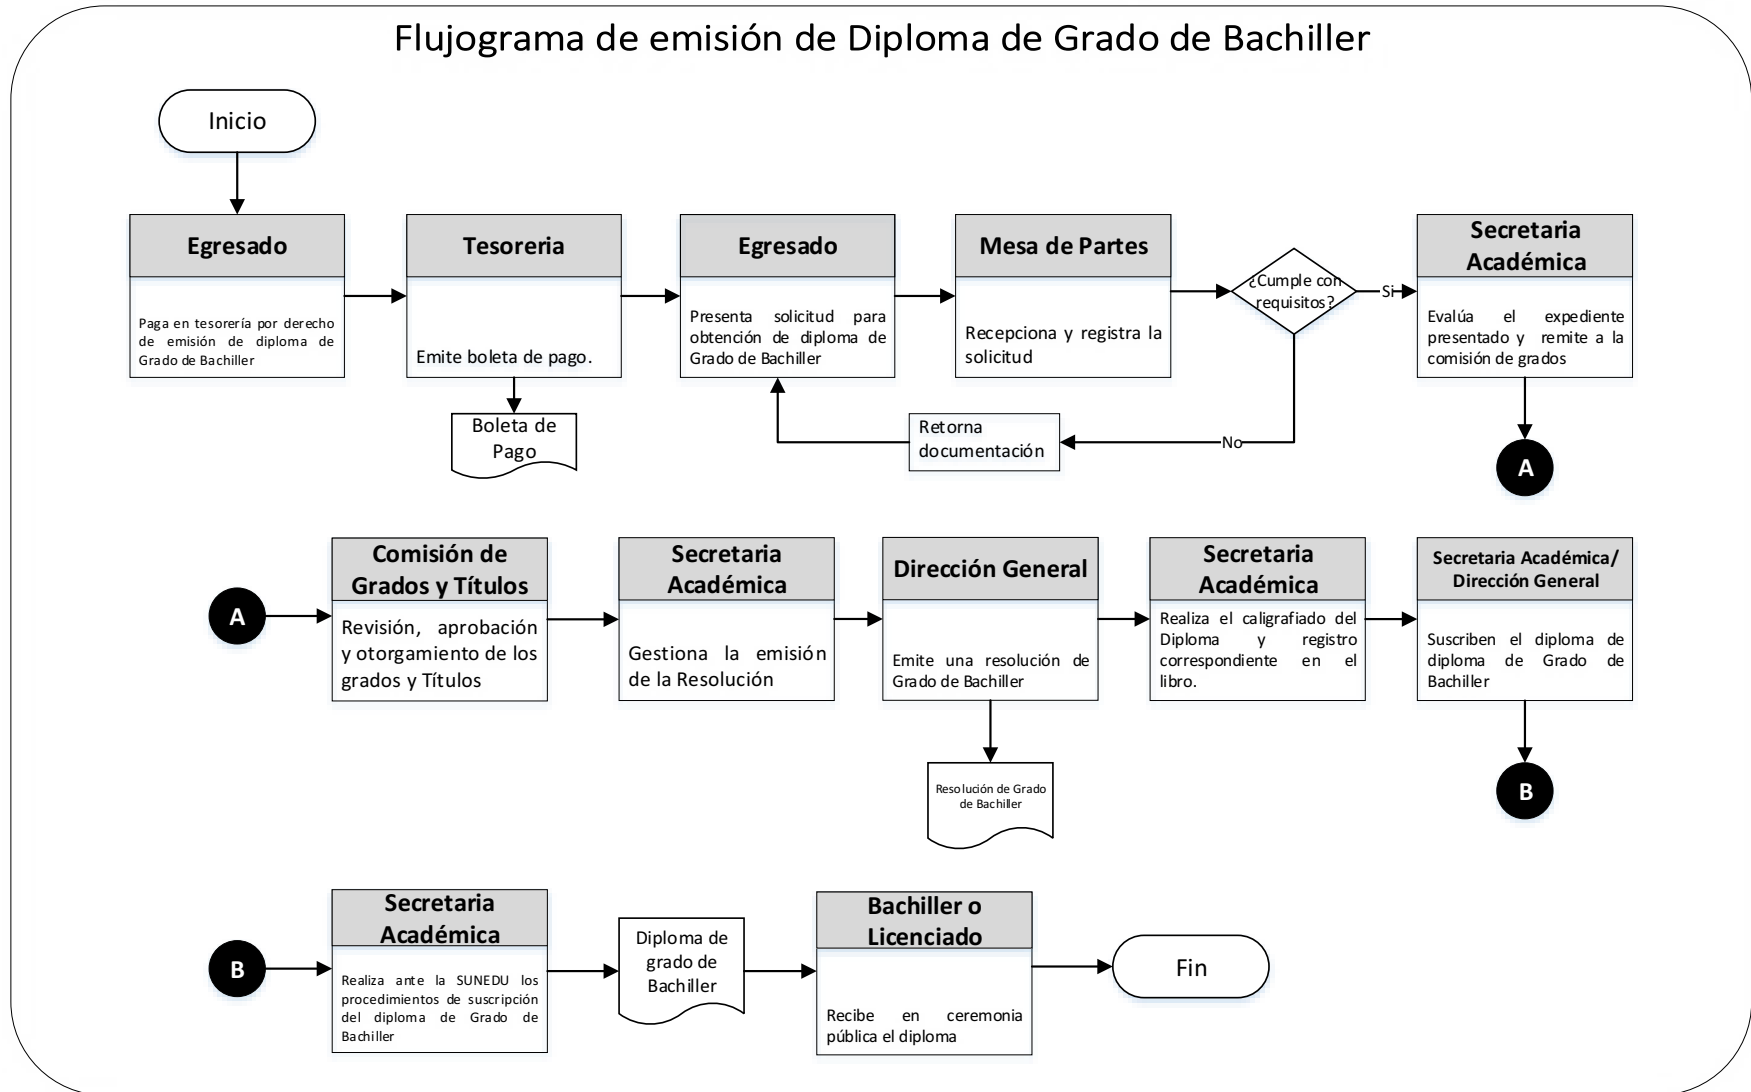 Flujograma de emisión de Diploma de Grado de Bachiller
Inicio
Egresado
Paga en tesorería por derecho
de emisión de diploma de
Grado de Bachiller
Tesoreria
Emite boleta de pago.
Boleta de
Pago
Egresado
Presenta solicitud para
obtención de diploma de
Grado de Bachiller
Mesa de Partes
Recepciona y registra la
solicitud
¿Cumple con
requisitos?
Si
No
Retorna
documentación
Secretaria
Académica
Evalúa el expediente
presentado y remite a la
comisión de grados
A
A
Comisión de
Grados y Títulos
Revisión, aprobación
y otorgamiento de los
grados y Títulos
Secretaria
Académica
Gestiona la emisión
de la Resolución
Dirección General
Emite una resolución de
Grado de Bachiller
Resolución de Grado
de Bachiller
Secretaria
Académica
Realiza el caligrafiado del
Diploma y registro
correspondiente en el
libro.
Secretaria Académica/
Dirección General
Suscriben el diploma de
diploma de Grado de
Bachiller
B
B
Secretaria
Académica
Realiza ante la SUNEDU los
procedimientos de suscripción
del diploma de Grado de
Bachiller
Diploma de
grado de
Bachiller
Bachiller o
Licenciado
Recibe en ceremonia
pública el diploma
Fin